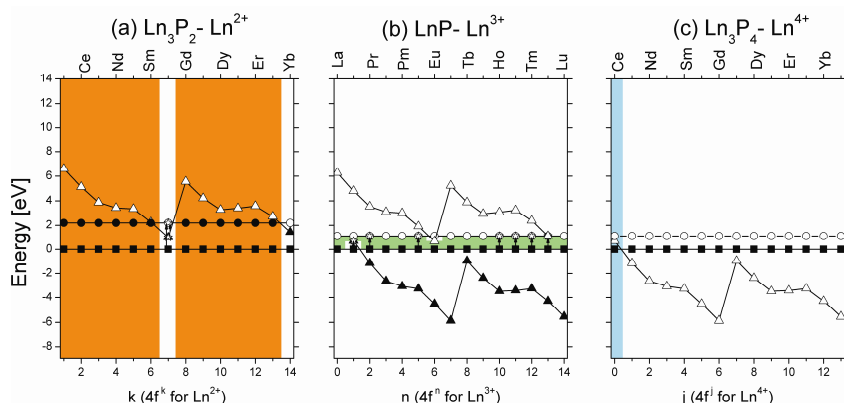 (a) Ln₃P₂- Ln²⁺ (b) LnP- Ln³⁺ (c) Ln₃P₄- Ln⁴⁺
Ce Nd Sm Gd Dy Er Yb La Pr Pm Eu Tb Ho Tm Lu Ce Nd Sm Gd Dy Er Yb
14
12
10
8
6
4
2
0
-2
-4
-6
-8
Energy [eV]
2 4 6 8 10 12 14 0 2 4 6 8 10 12 14 0 2 4 6 8 10 12
k (4fᵏ for Ln²⁺) n (4fⁿ for Ln³⁺) j (4fʲ for Ln⁴⁺)